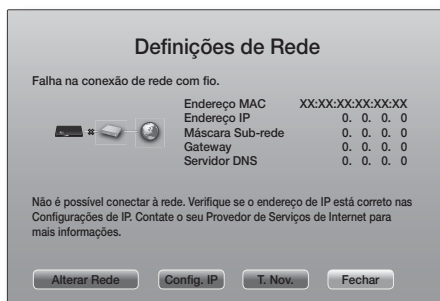 Definições de Rede
Falha na conexão de rede com fio.
Endereço MAC XX:XX:XX:XX:XX:XX
Endereço IP 0. 0. 0. 0
Máscara Sub-rede 0. 0. 0. 0
Gateway 0. 0. 0. 0
Servidor DNS 0. 0. 0. 0
Não é possível conectar à rede. Verifique se o endereço de IP está correto nas
Configurações de IP. Contate o seu Provedor de Serviços de Internet para
mais informações.
Alterar Rede Config. IP T. Nov. Fechar